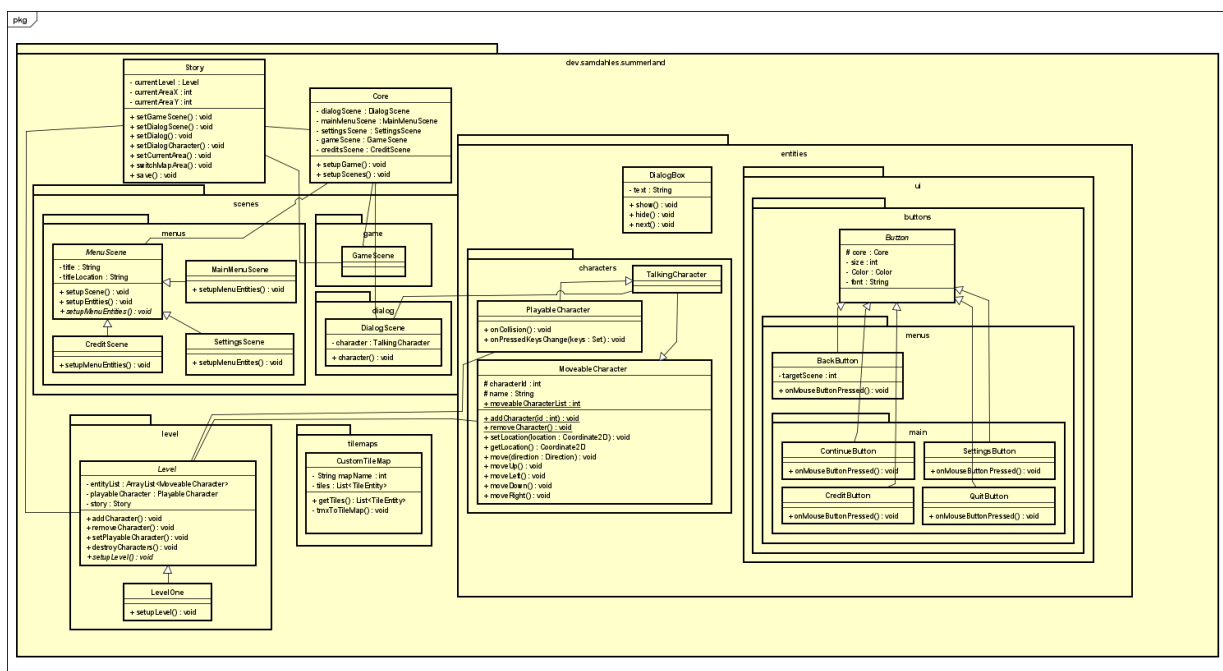 pkg
dev.samdahles.summerland
Story
- currentLevel : Level
- currentAreaX : int
- currentAreaY : int
+ setGameScene() : void
+ setDialogScene() : void
+ setDialog() : void
+ setDialogCharacter() : void
+ setCurrentArea() : void
+ switchMapArea() : void
+ save() : void
Core
- dialogScene : DialogScene
- mainMenuScene : MainMenuScene
- settingsScene : SettingsScene
- gameScene : GameScene
- creditsScene : CreditScene
+ setupGame() : void
+ setupScenes() : void
scenes
menus
MenuScene
- title : String
- titleLocation : String
+ setupScene() : void
+ setupEntities() : void
+ setupMenuEntities() : void
MainMenuScene
+ setupMenuEntities() : void
CreditScene
+ setupMenuEntities() : void
SettingsScene
+ setupMenuEntites() : void
game
GameScene
dialog
DialogScene
- character : TalkingCharacter
+ character() : void
level
Level
- entityList : ArrayList<MoveableCharacter>
- playableCharacter : PlayableCharacter
- story : Story
+ addCharacter() : void
+ removeCharacter() : void
+ setPlayableCharacter() : void
+ destroyCharacters() : void
+ setupLevel() : void
LevelOne
+ setupLevel() : void
tilemaps
CustomTileMap
- String mapName : int
- tiles : List<TileEntity>
+ getTiles() : List<TileEntity>
- tmxToTileMap() : void
entities
DialogBox
- text : String
+ show() : void
+ hide() : void
+ next() : void
characters
TalkingCharacter
PlayableCharacter
+ onCollision() : void
+ onPressedKeysChange(keys : Set) : void
MoveableCharacter
# characterId : int
# name : String
+ moveableCharacterList : int
+ addCharacter(id : int) : void
+ removeCharacter() : void
+ setLocation(location : Coordinate2D) : void
+ getLocation() : Coordinate2D
+ move(direction : Direction) : void
+ moveUp() : void
+ moveLeft() : void
+ moveDown() : void
+ moveRight() : void
ui
buttons
Button
# core : Core
- size : int
- Color : Color
- font : String
menus
BackButton
- targetScene : int
+ onMouseButtonPressed() : void
main
ContinueButton
+ onMouseButtonPressed() : void
SettingsButton
+ onMouseButtonPressed() : void
CreditButton
+ onMouseButtonPressed() : void
QuitButton
+ onMouseButtonPressed() : void